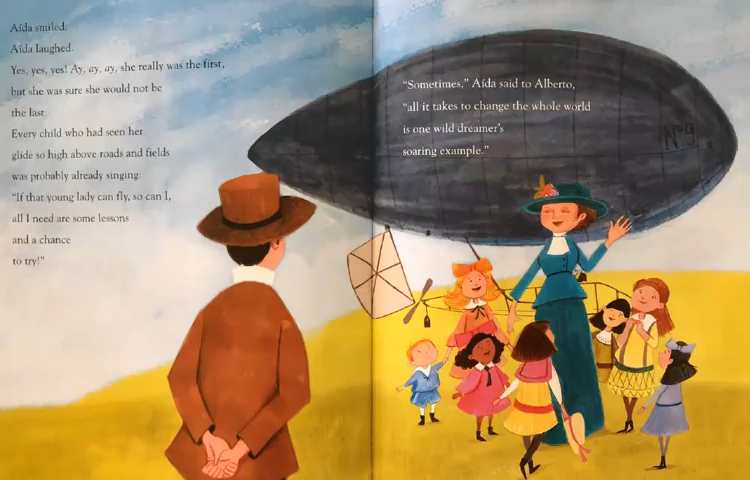 Aída smiled.
Aída laughed.
Yes, yes, yes! Ay, ay, ay, she really was the first,
but she was sure she would not be
the last.
Every child who had seen her
glide so high above roads and fields
was probably already singing:
"If that young lady can fly, so can I,
all I need are some lessons
and a chance
to try!"
"Sometimes," Aída said to Alberto,
"all it takes to change the whole world
is one wild dreamer's
soaring example."
Nº9